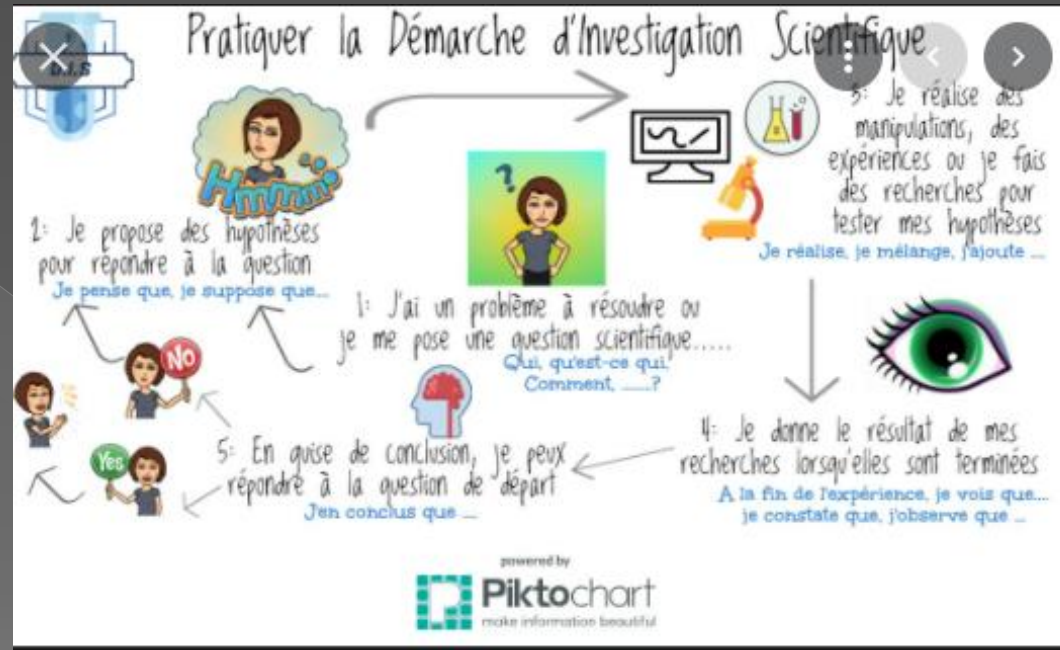 Pratiquer la Démarche d'Investigation Scientifique
D.I.S
Hmmm
?
1: J'ai un problème à résoudre ou
je me pose une question scientifique.....
Qui, qu'est-ce qui,
Comment, ......?
2: Je propose des hypothèses
pour répondre à la question
Je pense que, je suppose que...
3: Je réalise des
manipulations, des
expériences ou je fais
des recherches pour
tester mes hypothèses
Je réalise, je mélange, j'ajoute ...
4: Je donne le résultat de mes
recherches lorsqu'elles sont terminées
A la fin de l'expérience, je vois que...
je constate que, j'observe que ...
5: En guise de conclusion, je peux
répondre à la question de départ
J'en conclus que ...
No
Yes
powered by
Piktochart
make information beautiful